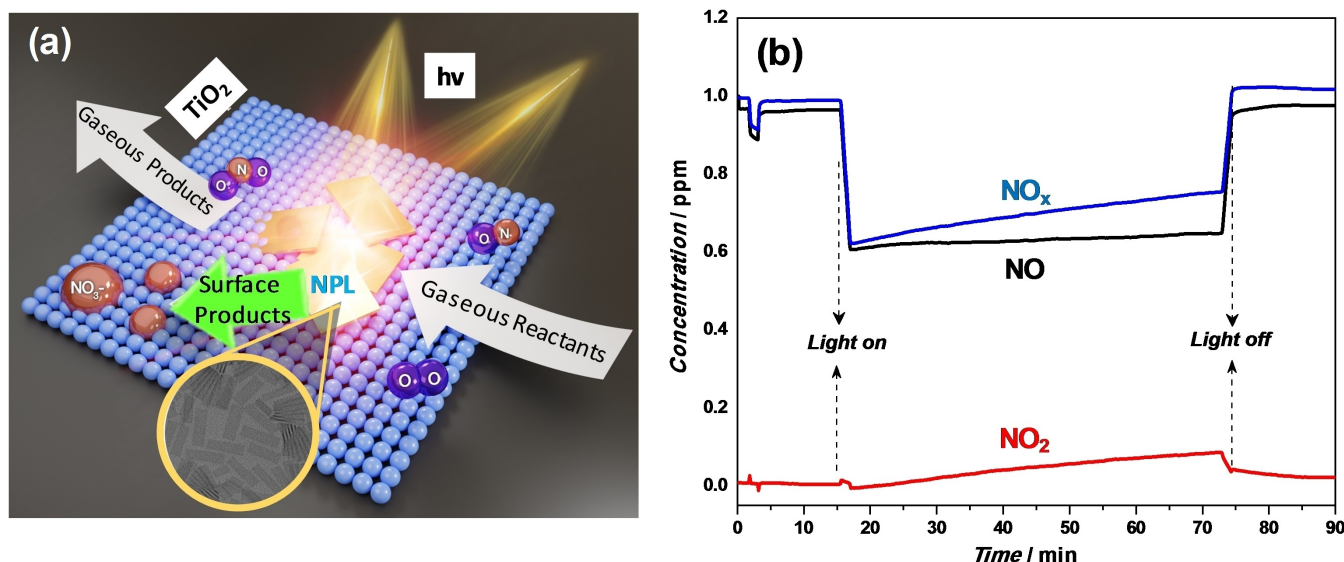 (a)
hv
TiO₂
Gaseous Products
O N O
O N
NO₃-
Surface
Products
NPL
Gaseous Reactants
O O
(b)
Concentration / ppm
1.2
1.0
0.8
0.6
0.4
0.2
0.0
NOₓ
NO
Light on
Light off
NO₂
0 10 20 30 40 50 60 70 80 90
Time / min